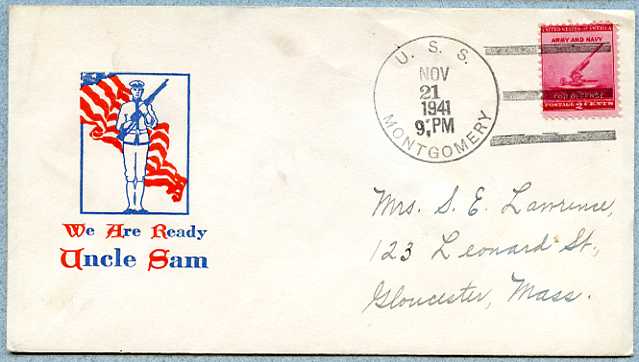 UNITED STATES OF AMERICA
ARMY AND NAVY
FOR DEFENSE
POSTAGE 2 CENTS
U. S. S.
NOV
21
1941
9 PM
MONTGOMERY
We Are Ready
Uncle Sam
Mrs. S. E. Lawrence,
123 Leonard St.,
Gloucester, Mass.